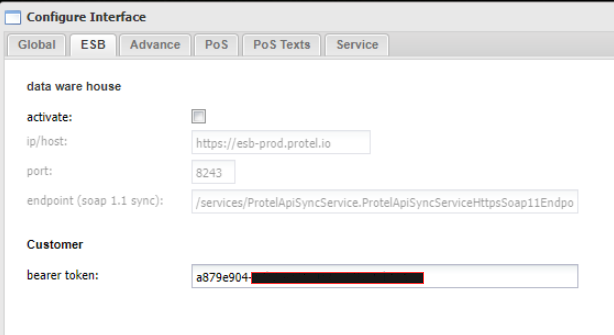 Configure Interface
Global ESB Advance PoS PoS Texts Service
data ware house
activate:
ip/host: https://esb-prod.protel.io
port: 8243
endpoint (soap 1.1 sync): /services/ProtelApiSyncService.ProtelApiSyncServiceHttpsSoap11Endpo
Customer
bearer token: a879e904-